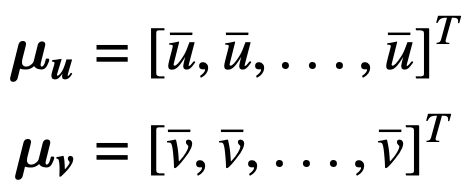 μ_u = [ū, ū, . . . , ū]^T
μ_v = [v̄, v̄, . . . , v̄]^T